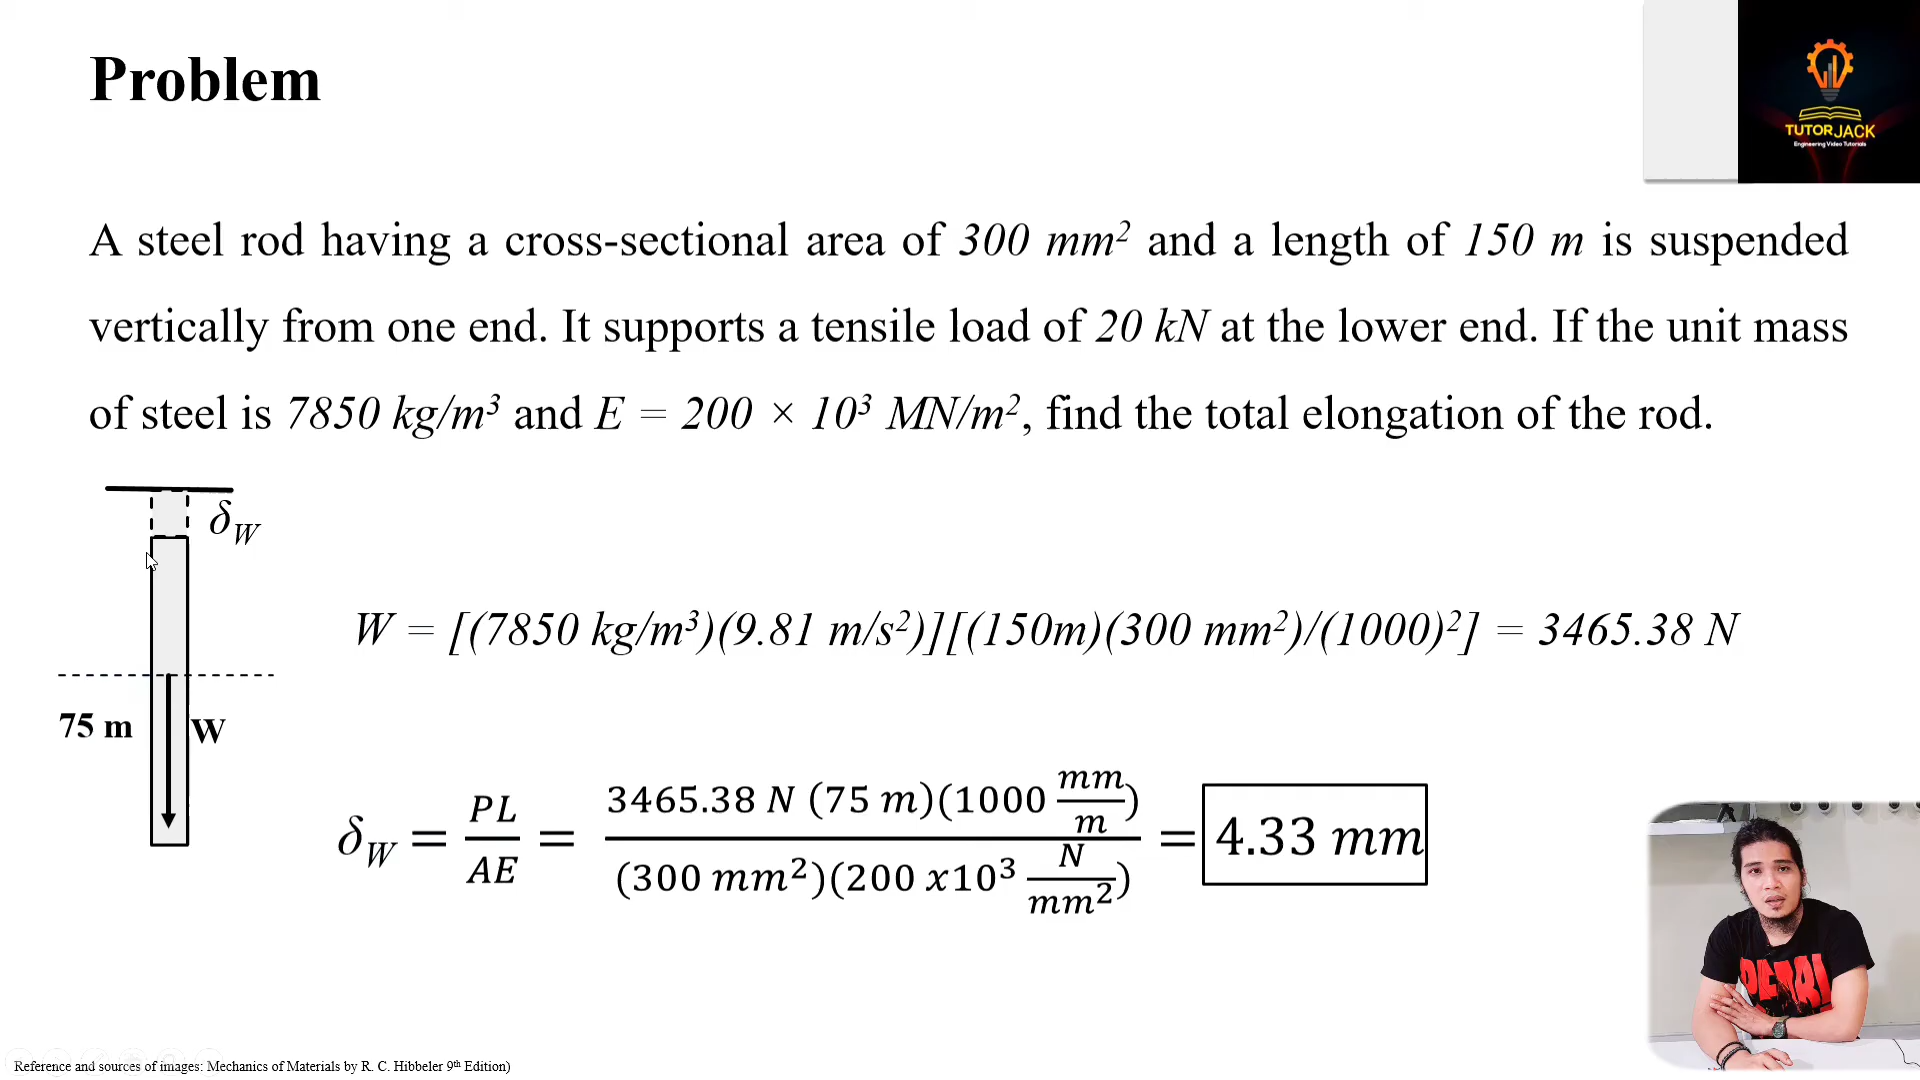 Problem
TUTORJACK
Engineering Video Tutorials
A steel rod having a cross-sectional area of 300 mm² and a length of 150 m is suspended
vertically from one end. It supports a tensile load of 20 kN at the lower end. If the unit mass
of steel is 7850 kg/m³ and E = 200 × 10³ MN/m², find the total elongation of the rod.
δ_W
W = [(7850 kg/m³)(9.81 m/s²)][(150m)(300 mm²)/(1000)²] = 3465.38 N
75 m W
δ_W = PL/AE = 3465.38 N (75 m)(1000 mm/m) / (300 mm²)(200 x10³ N/mm²) = 4.33 mm
Reference and sources of images: Mechanics of Materials by R. C. Hibbeler 9th Edition)